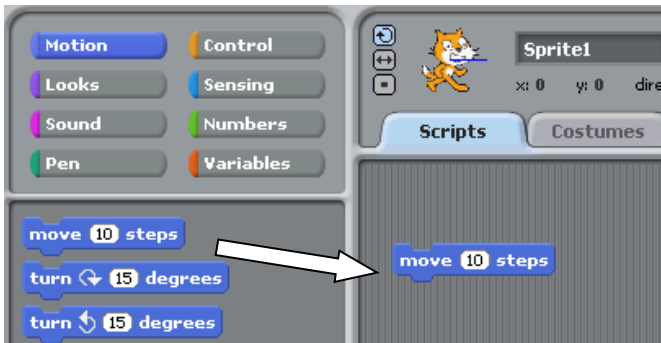 Motion Control
Looks Sensing
Sound Numbers
Pen Variables
move 10 steps
turn 15 degrees
turn 15 degrees
Sprite1
x: 0 y: 0 dire
Scripts Costumes
move 10 steps